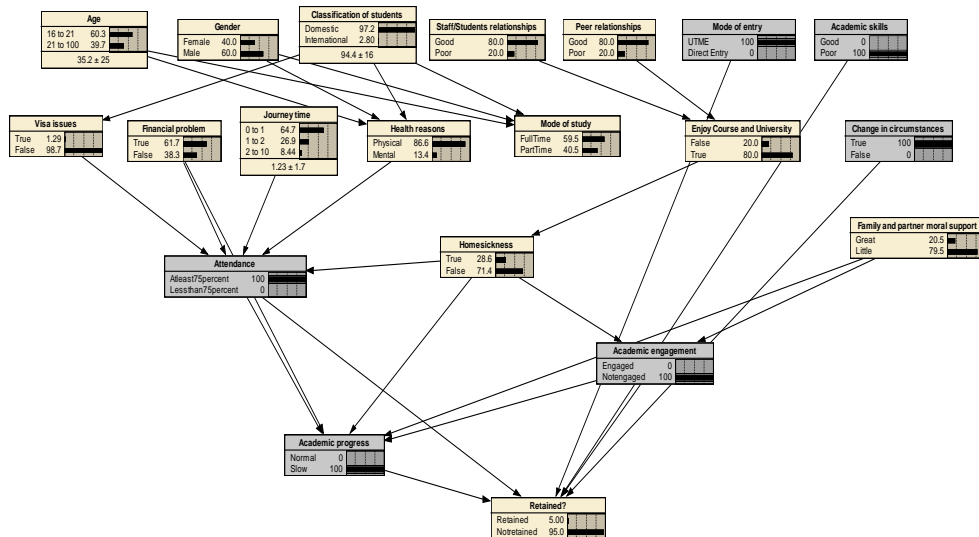 Age
16 to 21 60.3
21 to 100 39.7
35.2 ± 25
Gender
Female 40.0
Male 60.0
Classification of students
Domestic 97.2
International 2.80
94.4 ± 16
Staff/Students relationships
Good 80.0
Poor 20.0
Peer relationships
Good 80.0
Poor 20.0
Mode of entry
UTME 100
Direct Entry 0
Academic skills
Good 0
Poor 100
Visa issues
True 1.29
False 98.7
Financial problem
True 61.7
False 38.3
Journey time
0 to 1 64.7
1 to 2 26.9
2 to 10 8.44
1.23 ± 1.7
Health reasons
Physical 86.6
Mental 13.4
Mode of study
FullTime 59.5
PartTime 40.5
Enjoy Course and University
False 20.0
True 80.0
Change in circumstances
True 100
False 0
Family and partner moral support
Great 20.5
Little 79.5
Attendance
Atleast75percent 100
Lessthan75percent 0
Homesickness
True 28.6
False 71.4
Academic engagement
Engaged 0
Notengaged 100
Academic progress
Normal 0
Slow 100
Retained?
Retained 5.00
Notretained 95.0